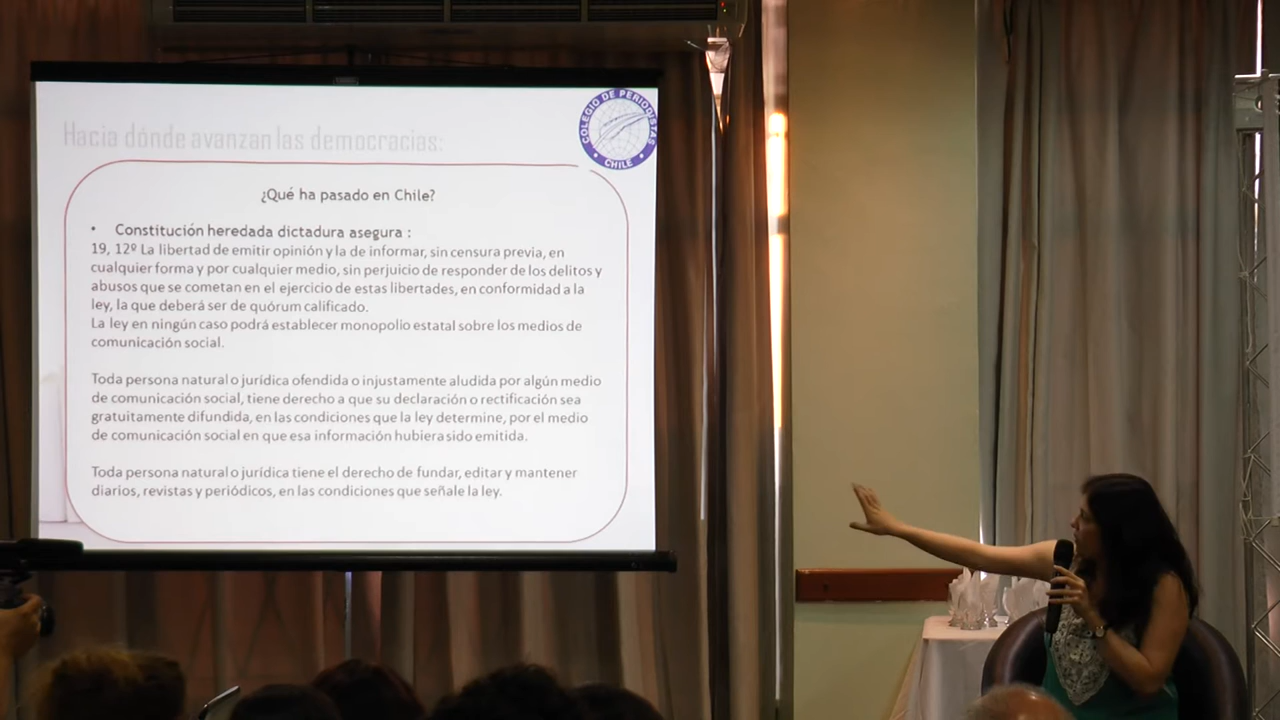 Hacia dónde avanzan las democracias:
COLEGIO DE PERIODISTAS
CHILE
¿Qué ha pasado en Chile?
• Constitución heredada dictadura asegura :
19, 12º La libertad de emitir opinión y la de informar, sin censura previa, en
cualquier forma y por cualquier medio, sin perjuicio de responder de los delitos y
abusos que se cometan en el ejercicio de estas libertades, en conformidad a la
ley, la que deberá ser de quórum calificado.
La ley en ningún caso podrá establecer monopolio estatal sobre los medios de
comunicación social.
Toda persona natural o jurídica ofendida o injustamente aludida por algún medio
de comunicación social, tiene derecho a que su declaración o rectificación sea
gratuitamente difundida, en las condiciones que la ley determine, por el medio
de comunicación social en que esa información hubiera sido emitida.
Toda persona natural o jurídica tiene el derecho de fundar, editar y mantener
diarios, revistas y periódicos, en las condiciones que señale la ley.